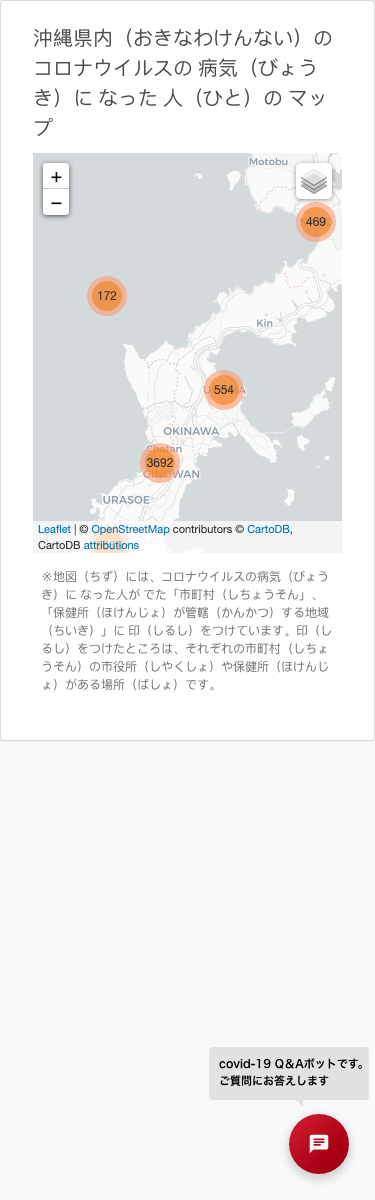 沖縄県内（おきなわけんない）の
コロナウイルスの 病気（びょう
き）に なった 人（ひと）の マッ
プ
+
−
Motobu
469
172
Kin
554
OKINAWA
3692
URASOE
Leaflet | © OpenStreetMap contributors © CartoDB,
CartoDB attributions
※地図（ちず）には、コロナウイルスの病気（びょう
き）に なった人が でた「市町村（しちょうそん」、
「保健所（ほけんじょ）が管轄（かんかつ）する地域
（ちいき）」に 印（しるし）をつけています。印（し
るし）をつけたところは、それぞれの市町村（しちょ
うそん）の市役所（しやくしょ）や保健所（ほけんじ
ょ）がある場所（ばしょ）です。
covid-19 Q&Aボットです。
ご質問にお答えします